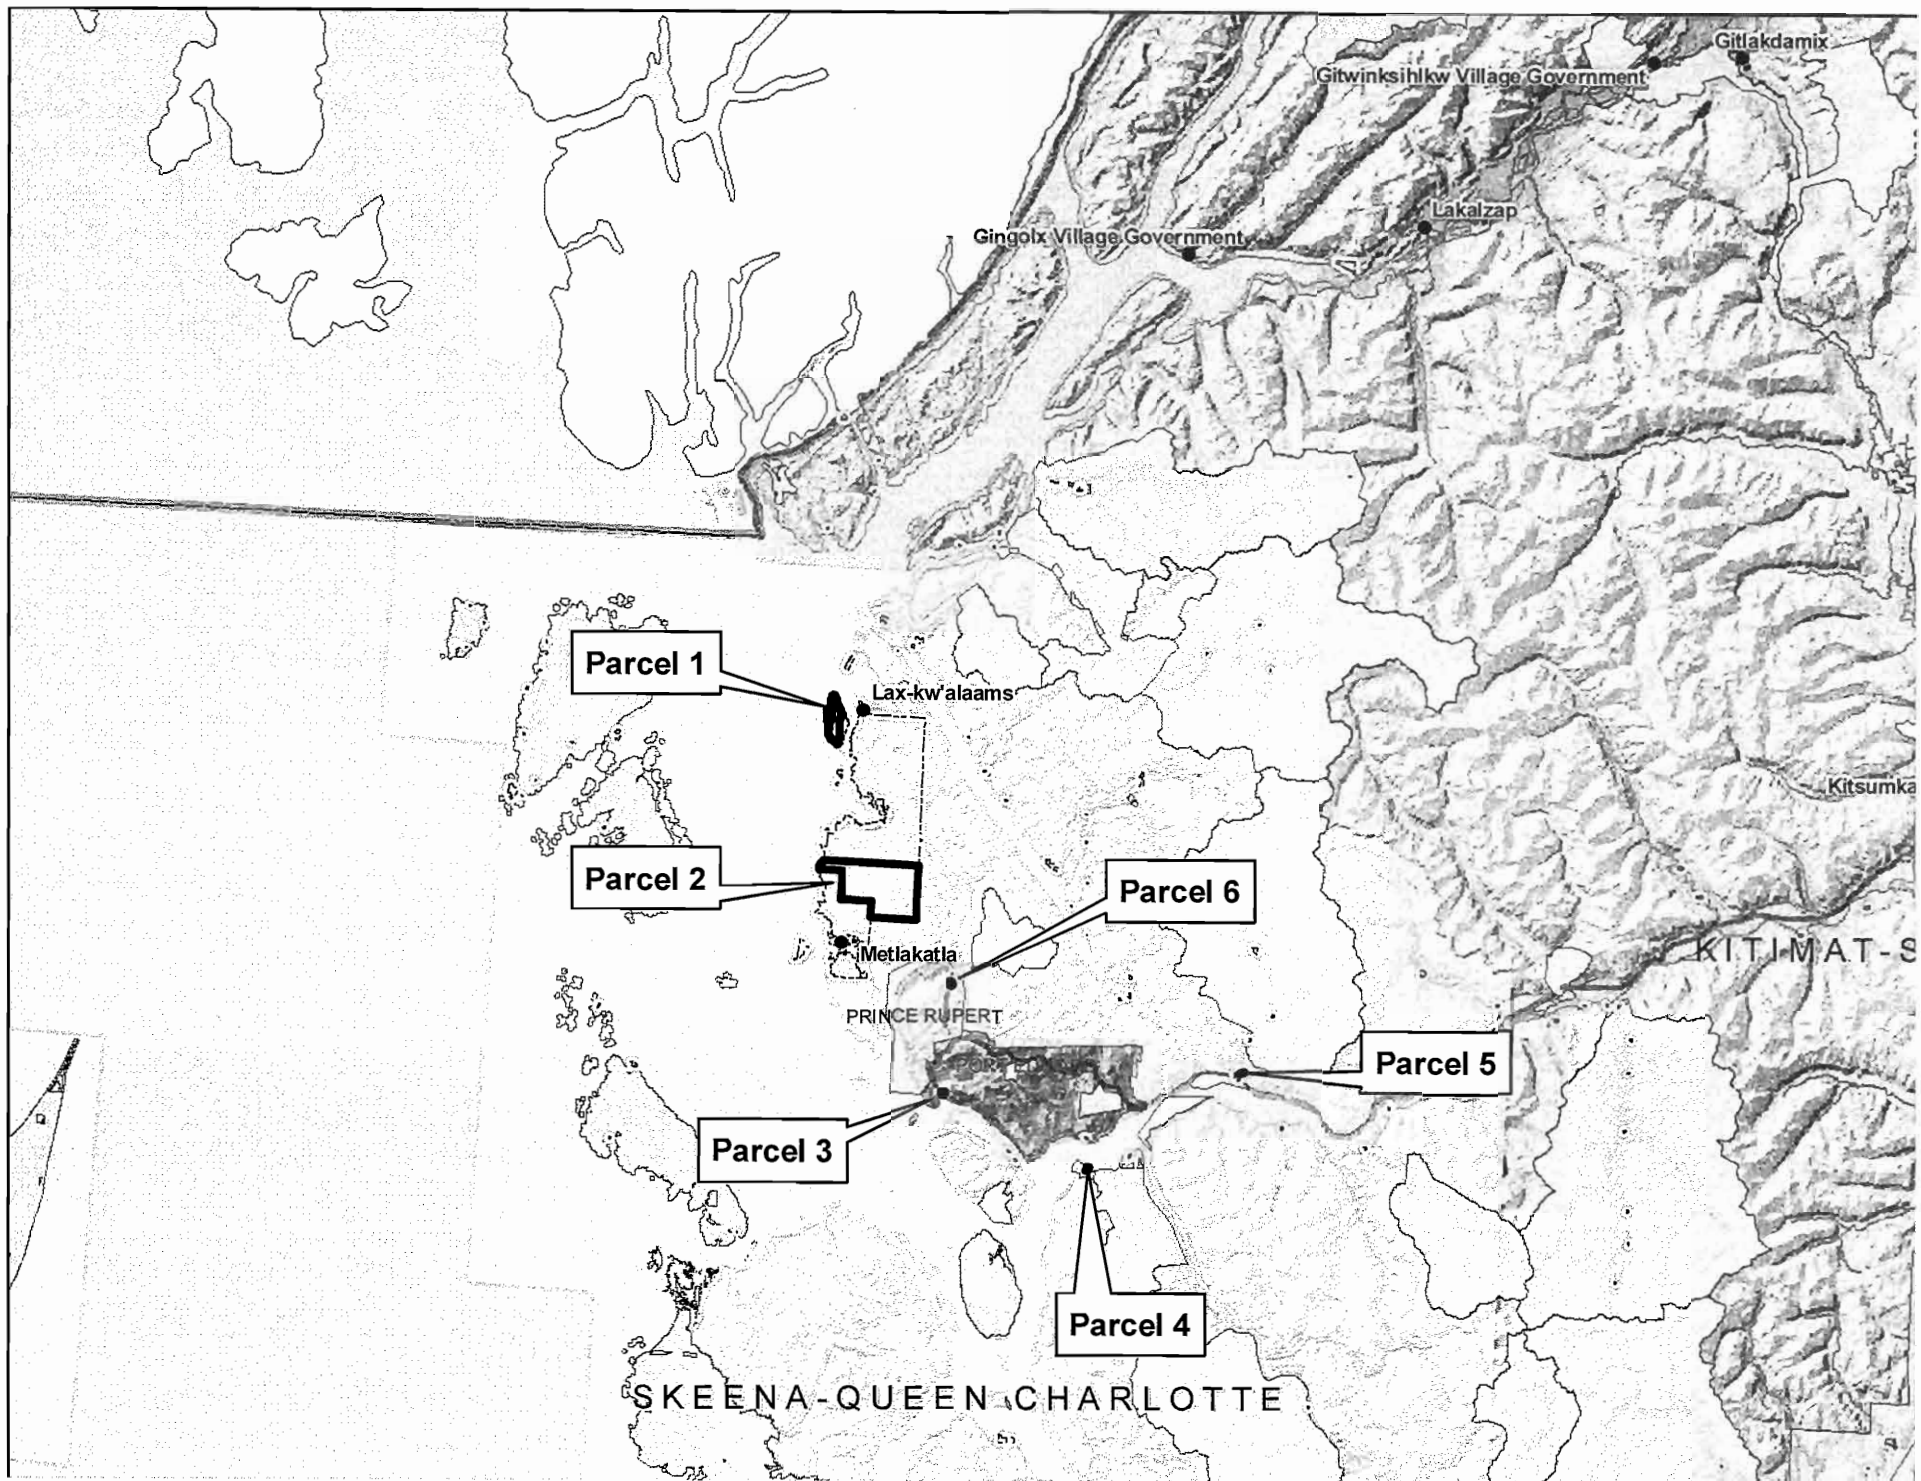 Gitlakdamix
Gitwinksihlkw Village Government
Lakalzap
Gingolx Village Government
Parcel 1
Lax-kw'alaams
Kitsumka
Parcel 2
Parcel 6
Metlakatla
KITIMAT-S
PRINCE RUPERT
Parcel 5
Parcel 3
Parcel 4
SKEENA-QUEEN CHARLOTTE